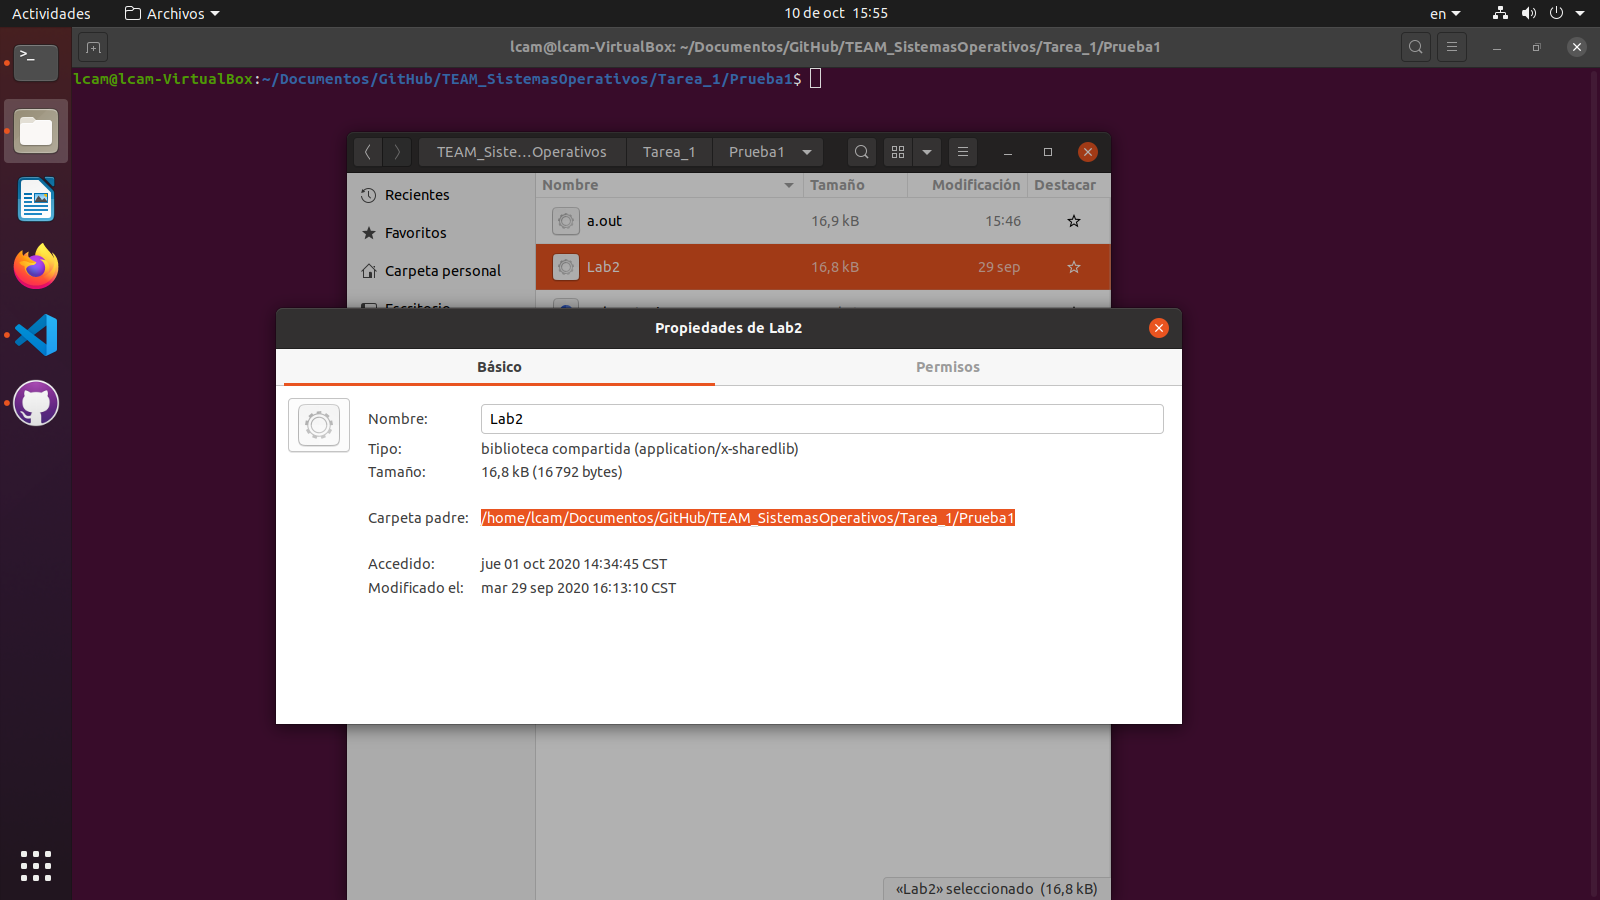 Actividades
Archivos
10 de oct 15:55
en
lcam@lcam-VirtualBox: ~/Documentos/GitHub/TEAM_SistemasOperativos/Tarea_1/Prueba1
lcam@lcam-VirtualBox:~/Documentos/GitHub/TEAM_SistemasOperativos/Tarea_1/Prueba1$
TEAM_Siste...Operativos
Tarea_1
Prueba1
Recientes
Favoritos
Carpeta personal
Escritorio
Nombre Tamaño Modificación Destacar
a.out 16,9 kB 15:46
Lab2 16,8 kB 29 sep
Propiedades de Lab2
Básico
Permisos
Nombre: Lab2
Tipo: biblioteca compartida (application/x-sharedlib)
Tamaño: 16,8 kB (16 792 bytes)
Carpeta padre: /home/lcam/Documentos/GitHub/TEAM_SistemasOperativos/Tarea_1/Prueba1
Accedido: jue 01 oct 2020 14:34:45 CST
Modificado el: mar 29 sep 2020 16:13:10 CST
«Lab2» seleccionado (16,8 kB)